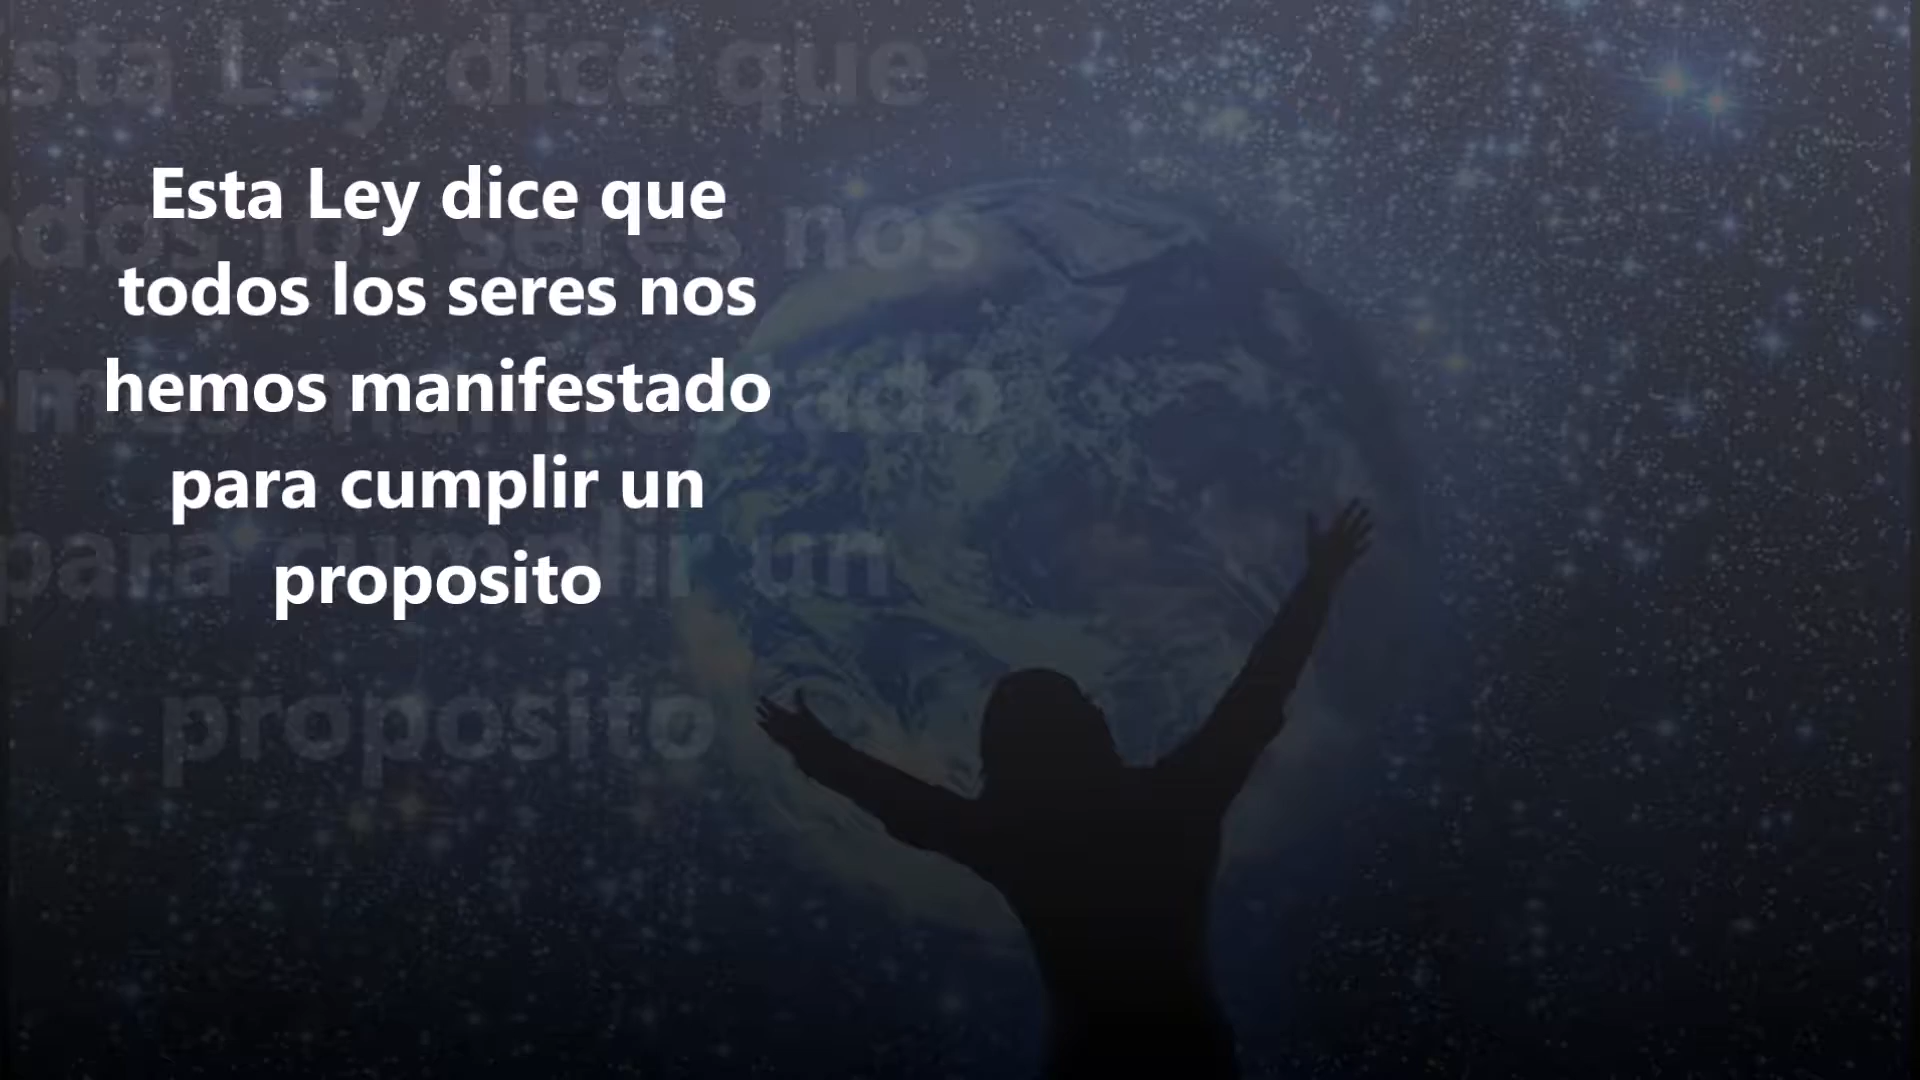 Esta Ley dice que
todos los seres nos
hemos manifestado
para cumplir un
proposito